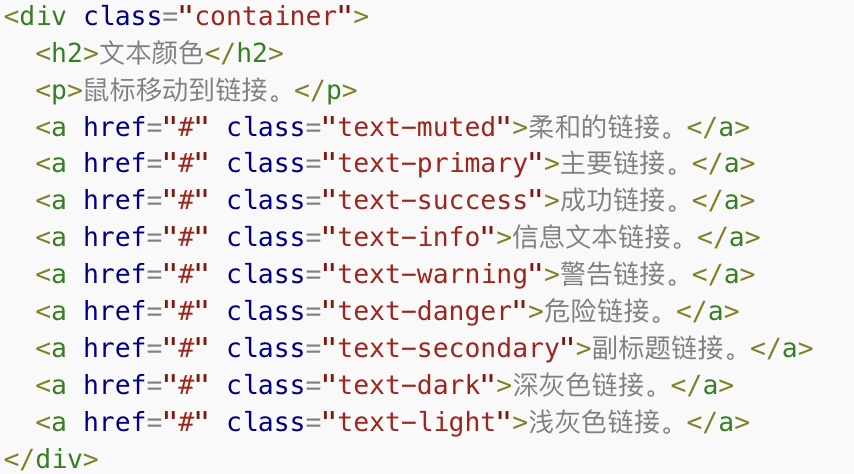 <div class="container">
  <h2>文本颜色</h2>
  <p>鼠标移动到链接。</p>
  <a href="#" class="text-muted">柔和的链接。</a>
  <a href="#" class="text-primary">主要链接。</a>
  <a href="#" class="text-success">成功链接。</a>
  <a href="#" class="text-info">信息文本链接。</a>
  <a href="#" class="text-warning">警告链接。</a>
  <a href="#" class="text-danger">危险链接。</a>
  <a href="#" class="text-secondary">副标题链接。</a>
  <a href="#" class="text-dark">深灰色链接。</a>
  <a href="#" class="text-light">浅灰色链接。</a>
</div>